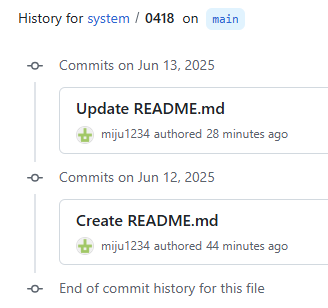 History for system / 0418 on main
Commits on Jun 13, 2025
Update README.md
miju1234 authored 28 minutes ago
Commits on Jun 12, 2025
Create README.md
miju1234 authored 44 minutes ago
End of commit history for this file